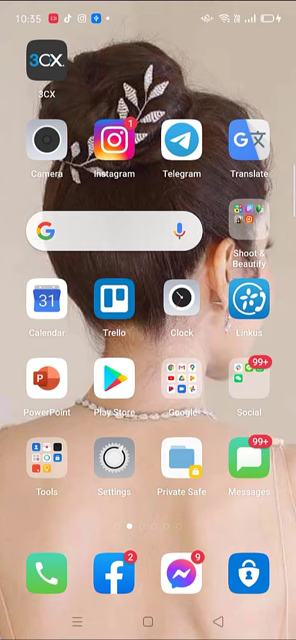 10:35
3CX
3CX
1
Camera
Instagram
Telegram
Translate
G
Shoot &
Beautify
31
Calendar
Trello
Clock
Linkus
99+
PowerPoint
Play Store
Google
Social
99+
Tools
Settings
Private Safe
Messages
2
9